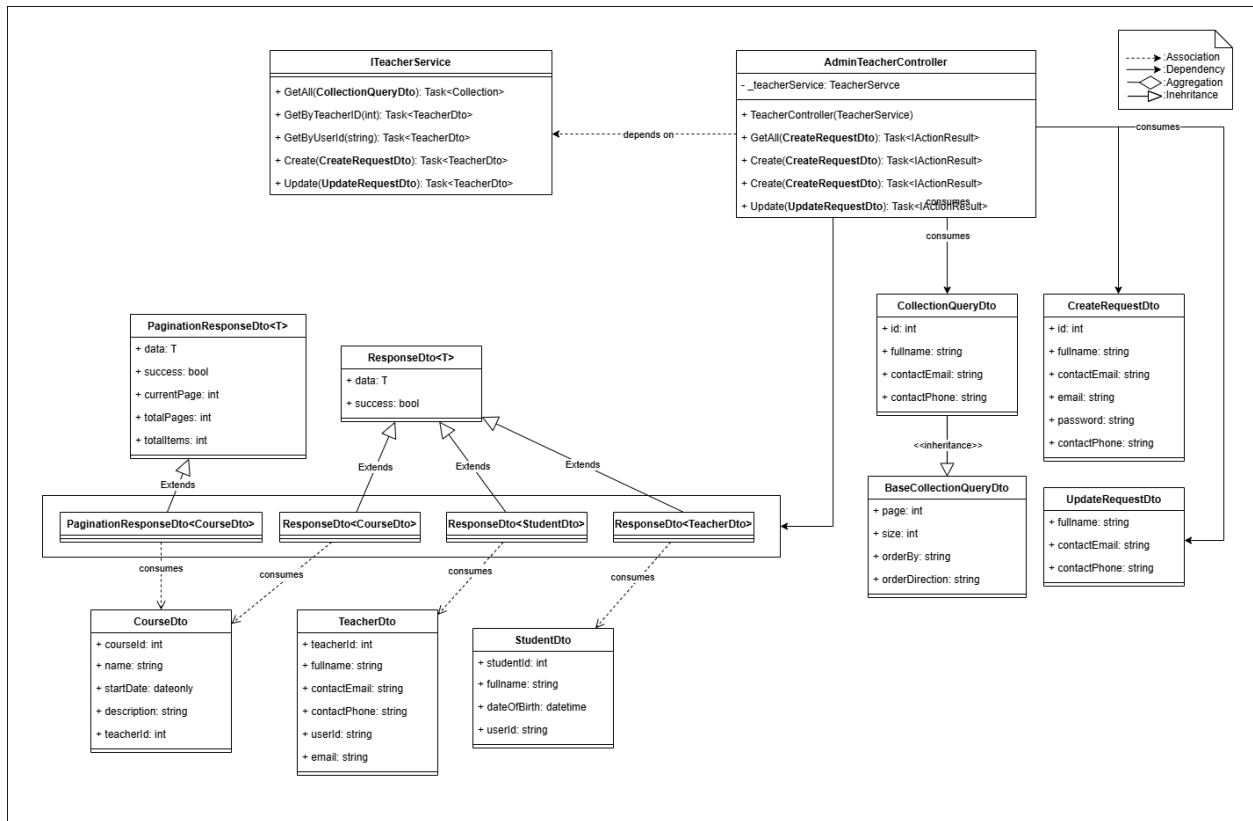 ITeacherService
+ GetAll(CollectionQueryDto): Task<Collection>
+ GetByTeacherID(int): Task<TeacherDto>
+ GetByUserId(string): Task<TeacherDto>
+ Create(CreateRequestDto): Task<TeacherDto>
+ Update(UpdateRequestDto): Task<TeacherDto>
depends on
AdminTeacherController
- _teacherService: TeacherServce
+ TeacherController(TeacherService)
+ GetAll(CreateRequestDto): Task<IActionResult>
+ Create(CreateRequestDto): Task<IActionResult>
+ Create(CreateRequestDto): Task<IActionResult>
+ Update(UpdateRequestDto): Task<IActionResult>
consumes
consumes
consumes
:Association
:Dependency
:Aggregation
:Inehritance
PaginationResponseDto<T>
+ data: T
+ success: bool
+ currentPage: int
+ totalPages: int
+ totalItems: int
ResponseDto<T>
+ data: T
+ success: bool
CollectionQueryDto
+ id: int
+ fullname: string
+ contactEmail: string
+ contactPhone: string
CreateRequestDto
+ id: int
+ fullname: string
+ contactEmail: string
+ email: string
+ password: string
+ contactPhone: string
<<inheritance>>
BaseCollectionQueryDto
+ page: int
+ size: int
+ orderBy: string
+ orderDirection: string
UpdateRequestDto
+ fullname: string
+ contactEmail: string
+ contactPhone: string
Extends
Extends
Extends
Extends
PaginationResponseDto<CourseDto>
ResponseDto<CourseDto>
ResponseDto<StudentDto>
ResponseDto<TeacherDto>
consumes
consumes
consumes
consumes
CourseDto
+ courseId: int
+ name: string
+ startDate: dateonly
+ description: string
+ teacherId: int
TeacherDto
+ teacherId: int
+ fullname: string
+ contactEmail: string
+ contactPhone: string
+ userId: string
+ email: string
StudentDto
+ studentId: int
+ fullname: string
+ dateOfBirth: datetime
+ userId: string